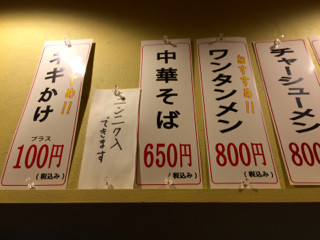 おすすめ!!
チャーシューメン
800
おすすめ!!
ワンタンメン
800円
(税込み)
中華そば
650円
(税込み)
ニンニク入
できます
ネギかけ
プラス
100円
(税込み)